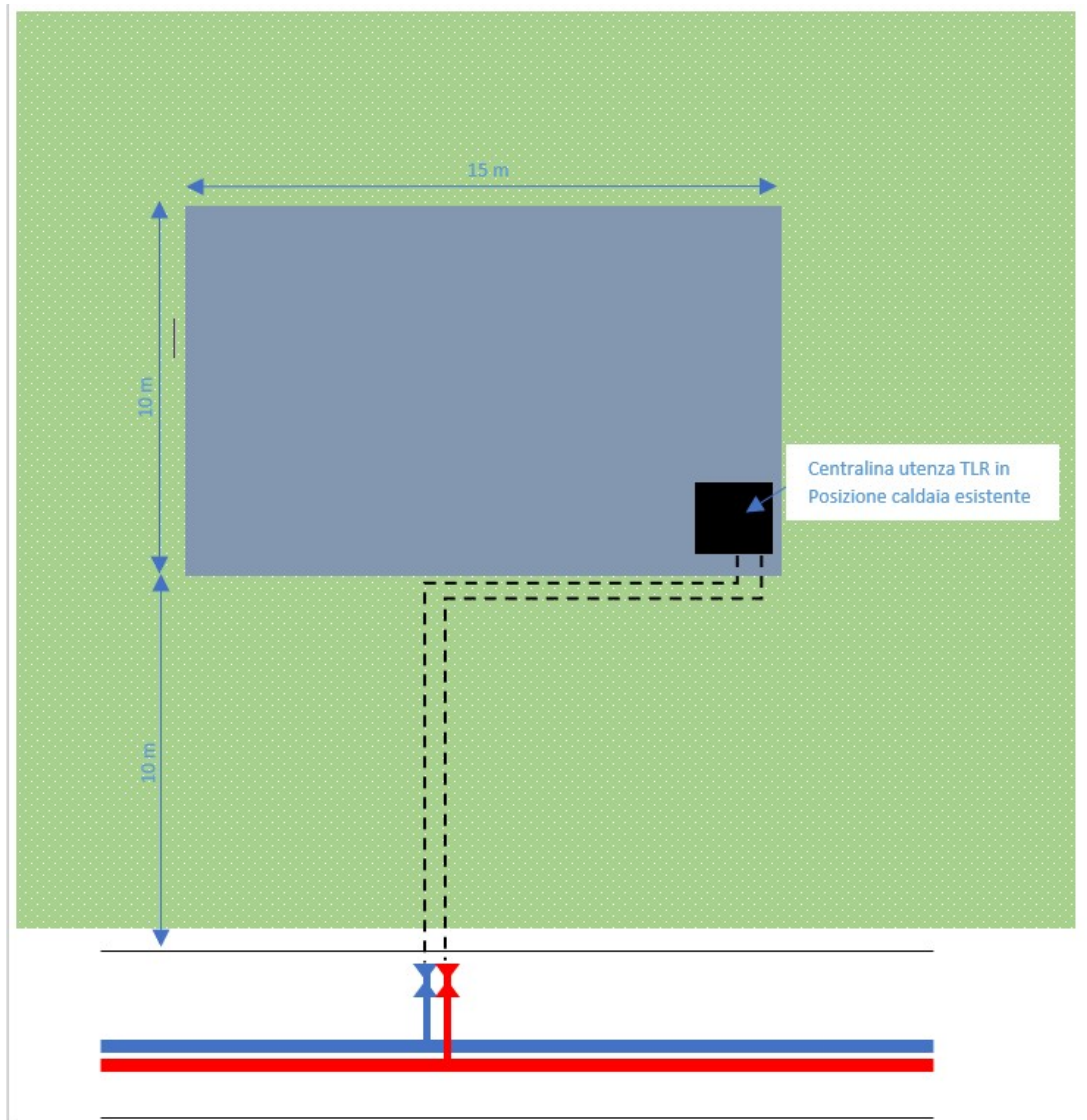 15 m
10 m
Centralina utenza TLR in
Posizione caldaia esistente
10 m